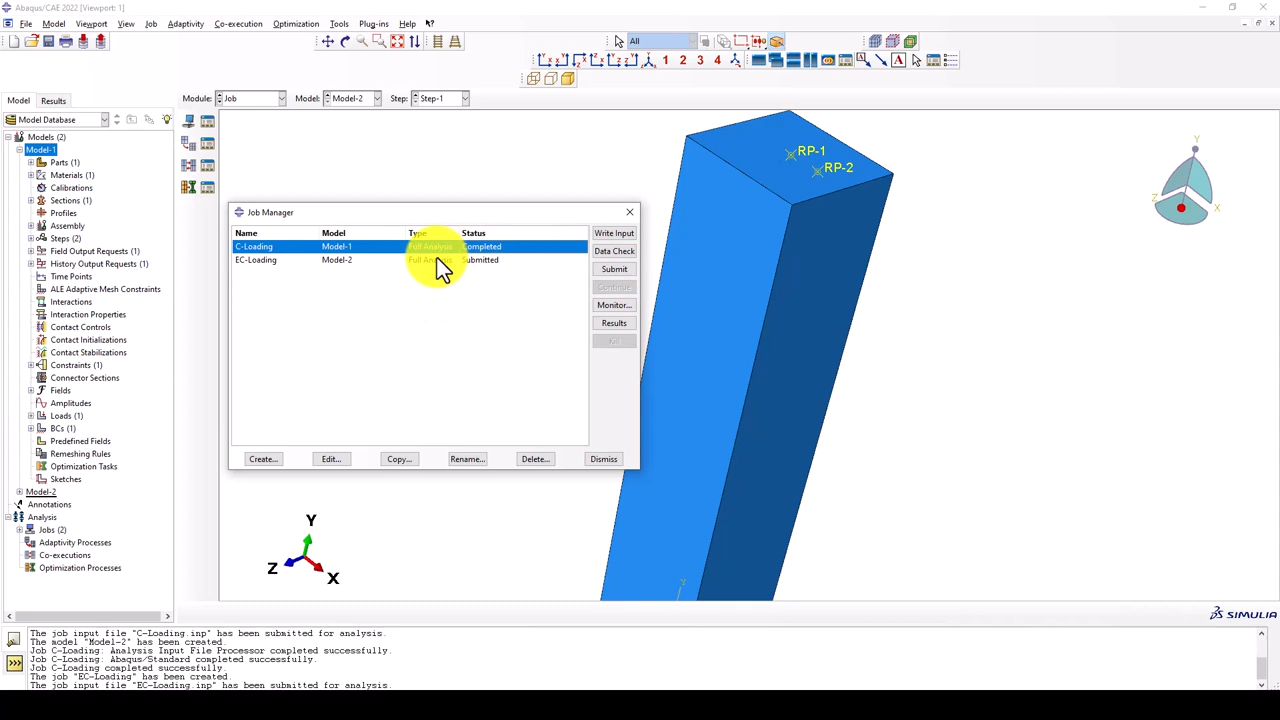 Abaqus/CAE 2022 [Viewport: 1]
File Model Viewport View Job Adaptivity Co-execution Optimization Tools Plug-ins Help
All
1 2 3 4
Model Results
Module: Job Model: Model-2 Step: Step-1
Model Database
Models (2)
Model-1
Parts (1)
Materials (1)
Calibrations
Sections (1)
Profiles
Assembly
Steps (2)
Field Output Requests (1)
History Output Requests (1)
Time Points
ALE Adaptive Mesh Constraints
Interactions
Interaction Properties
Contact Controls
Contact Initializations
Contact Stabilizations
Constraints (1)
Connector Sections
Fields
Amplitudes
Loads (1)
BCs (1)
Predefined Fields
Remeshing Rules
Optimization Tasks
Sketches
Model-2
Annotations
Analysis
Jobs (2)
Adaptivity Processes
Co-executions
Optimization Processes
Job Manager
Name Model Type Status
C-Loading Model-1 Full Analysis Completed
EC-Loading Model-2 Full Analysis Submitted
Write Input
Data Check
Submit
Continue
Monitor...
Results
Kill
Create... Edit... Copy... Rename... Delete... Dismiss
RP-1
RP-2
Y
Z
X
Y
Z
X
Y
SIMULIA
The job input file "C-Loading.inp" has been submitted for analysis.
The model "Model-2" has been created.
Job C-Loading: Analysis Input File Processor completed successfully.
Job C-Loading: Abaqus/Standard completed successfully.
Job C-Loading completed successfully.
The job "EC-Loading" has been created.
The job input file "EC-Loading.inp" has been submitted for analysis.